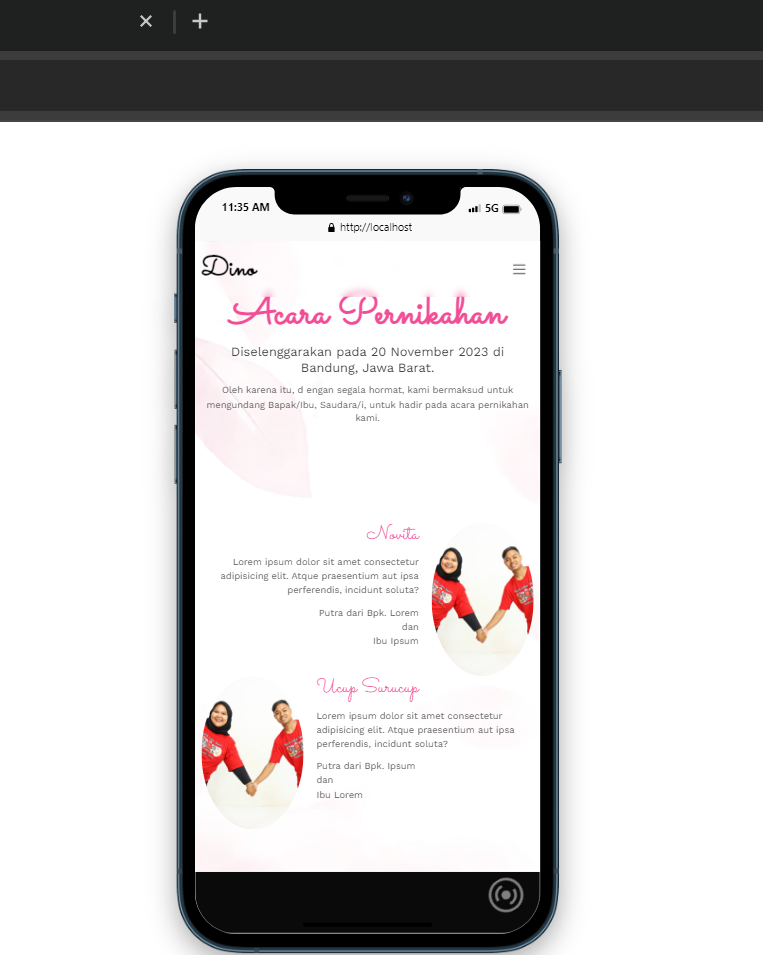 11:35 AM
5G
http://localhost
Dino
Acara Pernikahan
Diselenggarakan pada 20 November 2023 di
Bandung, Jawa Barat.
Oleh karena itu, d engan segala hormat, kami bermaksud untuk
mengundang Bapak/Ibu, Saudara/i, untuk hadir pada acara pernikahan
kami.
Novita
Lorem ipsum dolor sit amet consectetur
adipisicing elit. Atque praesentium aut ipsa
perferendis, incidunt soluta?
Putra dari Bpk. Lorem
dan
Ibu Ipsum
Ucup Surucup
Lorem ipsum dolor sit amet consectetur
adipisicing elit. Atque praesentium aut ipsa
perferendis, incidunt soluta?
Putra dari Bpk. Ipsum
dan
Ibu Lorem